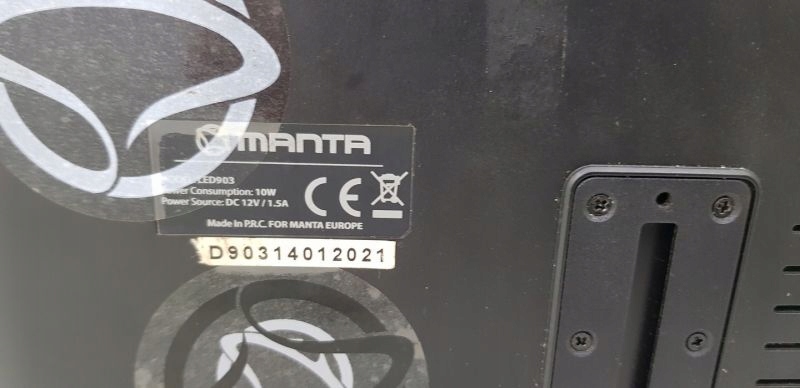 MANTA
LED903
Power Consumption: 10W
Power Source: DC 12V / 1.5A
CE
Made in P.R.C. FOR MANTA EUROPE
D90314012021